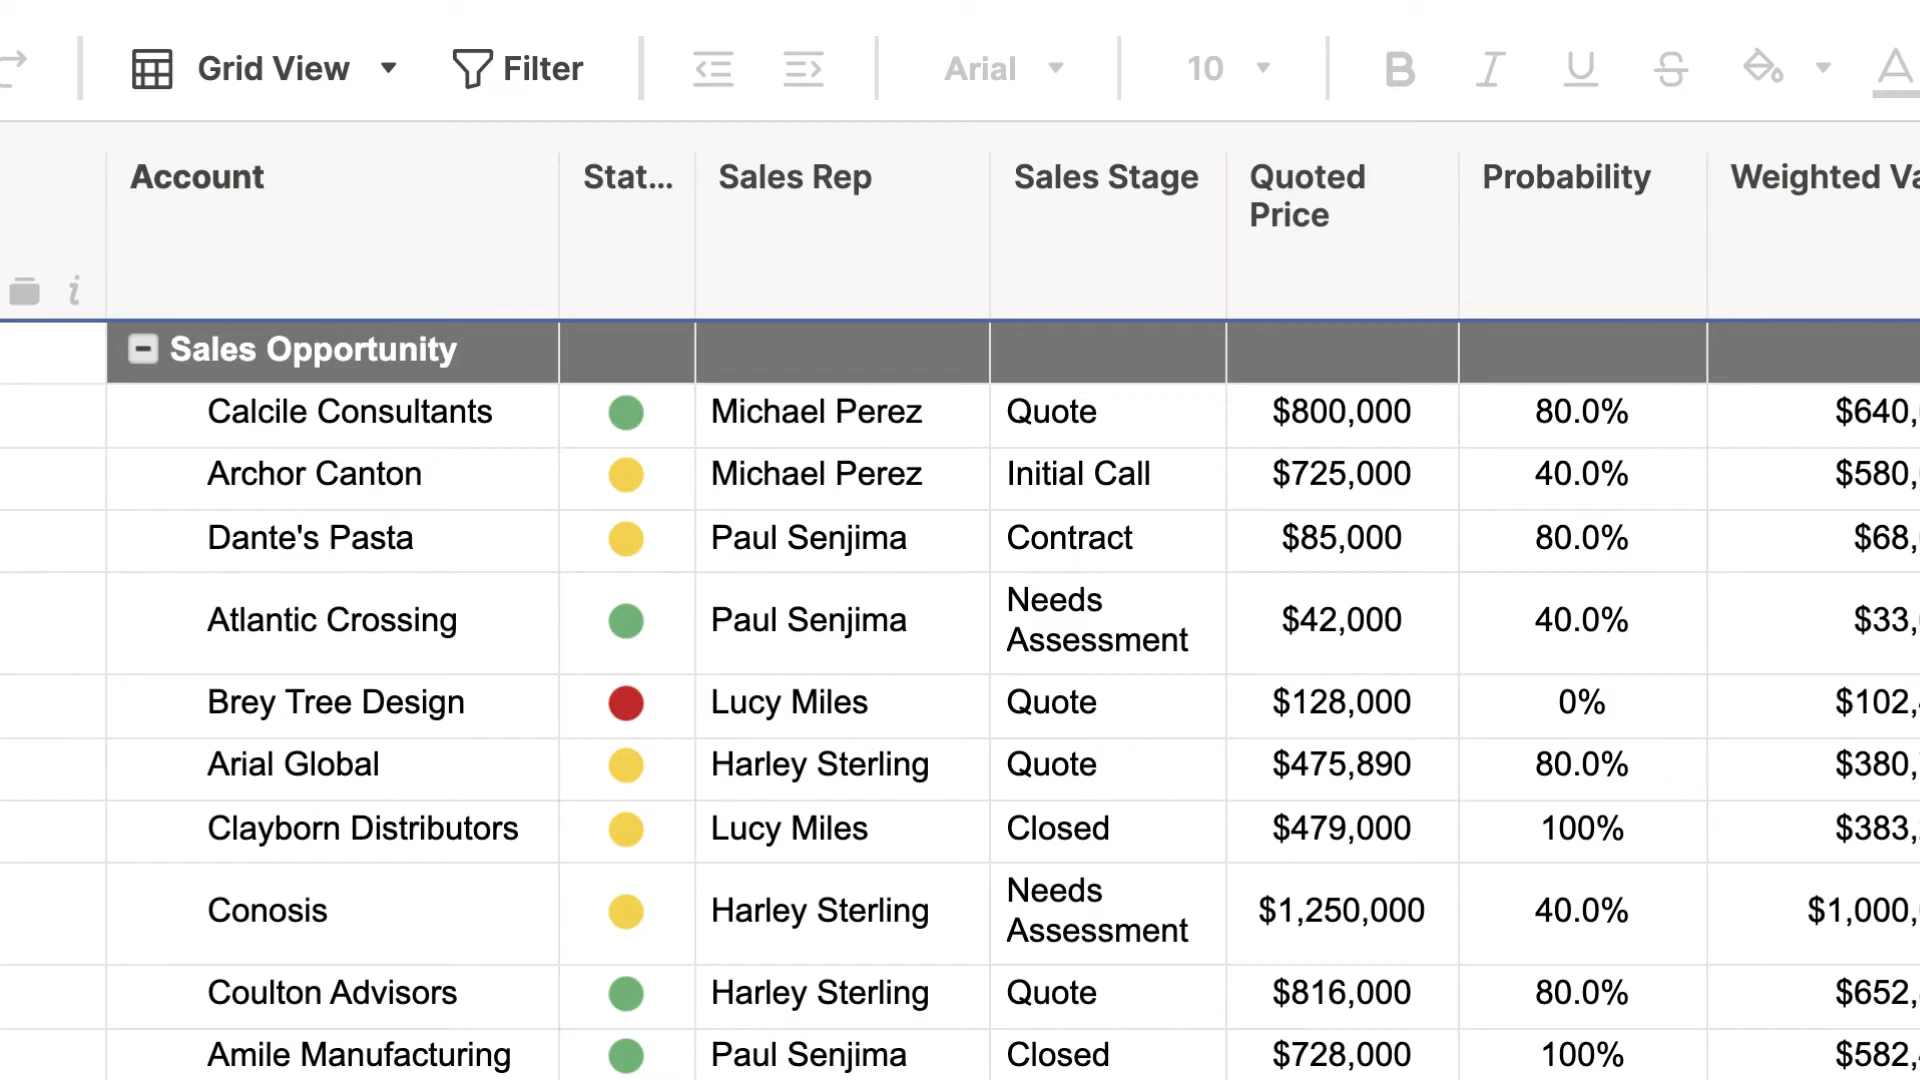 Grid View Filter Arial 10 B I U S A
Account Stat... Sales Rep Sales Stage Quoted Probability Weighted Va
Price
i
Sales Opportunity
Calcile Consultants Michael Perez Quote $800,000 80.0% $640,
Archor Canton Michael Perez Initial Call $725,000 40.0% $580,
Dante's Pasta Paul Senjima Contract $85,000 80.0% $68,
Atlantic Crossing Paul Senjima Needs Assessment $42,000 40.0% $33,
Brey Tree Design Lucy Miles Quote $128,000 0% $102,
Arial Global Harley Sterling Quote $475,890 80.0% $380,
Clayborn Distributors Lucy Miles Closed $479,000 100% $383,
Conosis Harley Sterling Needs Assessment $1,250,000 40.0% $1,000,
Coulton Advisors Harley Sterling Quote $816,000 80.0% $652,
Amile Manufacturing Paul Senjima Closed $728,000 100% $582,